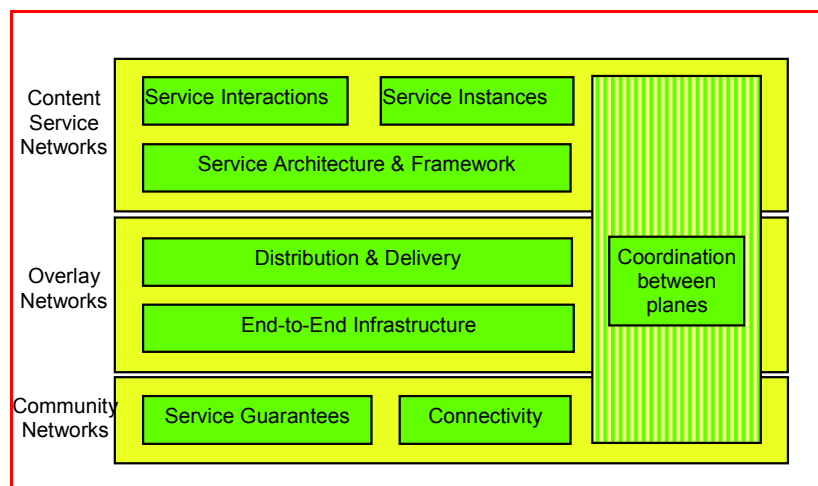 Content
Service
Networks
Service Interactions
Service Instances
Service Architecture & Framework
Overlay
Networks
Distribution & Delivery
End-to-End Infrastructure
Coordination
between
planes
Community
Networks
Service Guarantees
Connectivity